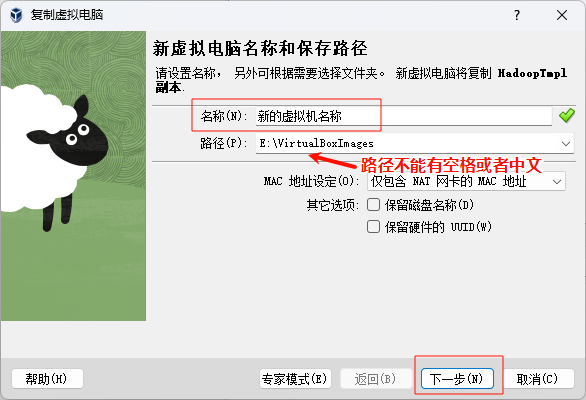 复制虚拟电脑
新虚拟电脑名称和保存路径
请设置名称， 另外可根据需要选择文件夹。 新虚拟电脑将复制 HadoopTmpl
副本.
名称(N): 新的虚拟机名称
路径(P): E:\VirtualBoxImages
路径不能有空格或者中文
MAC 地址设定(O): 仅包含 NAT 网卡的 MAC 地址
其它选项: 保留磁盘名称(D)
保留硬件的 UUID(W)
帮助(H) 专家模式(E) 返回(B) 下一步(N) 取消(C)